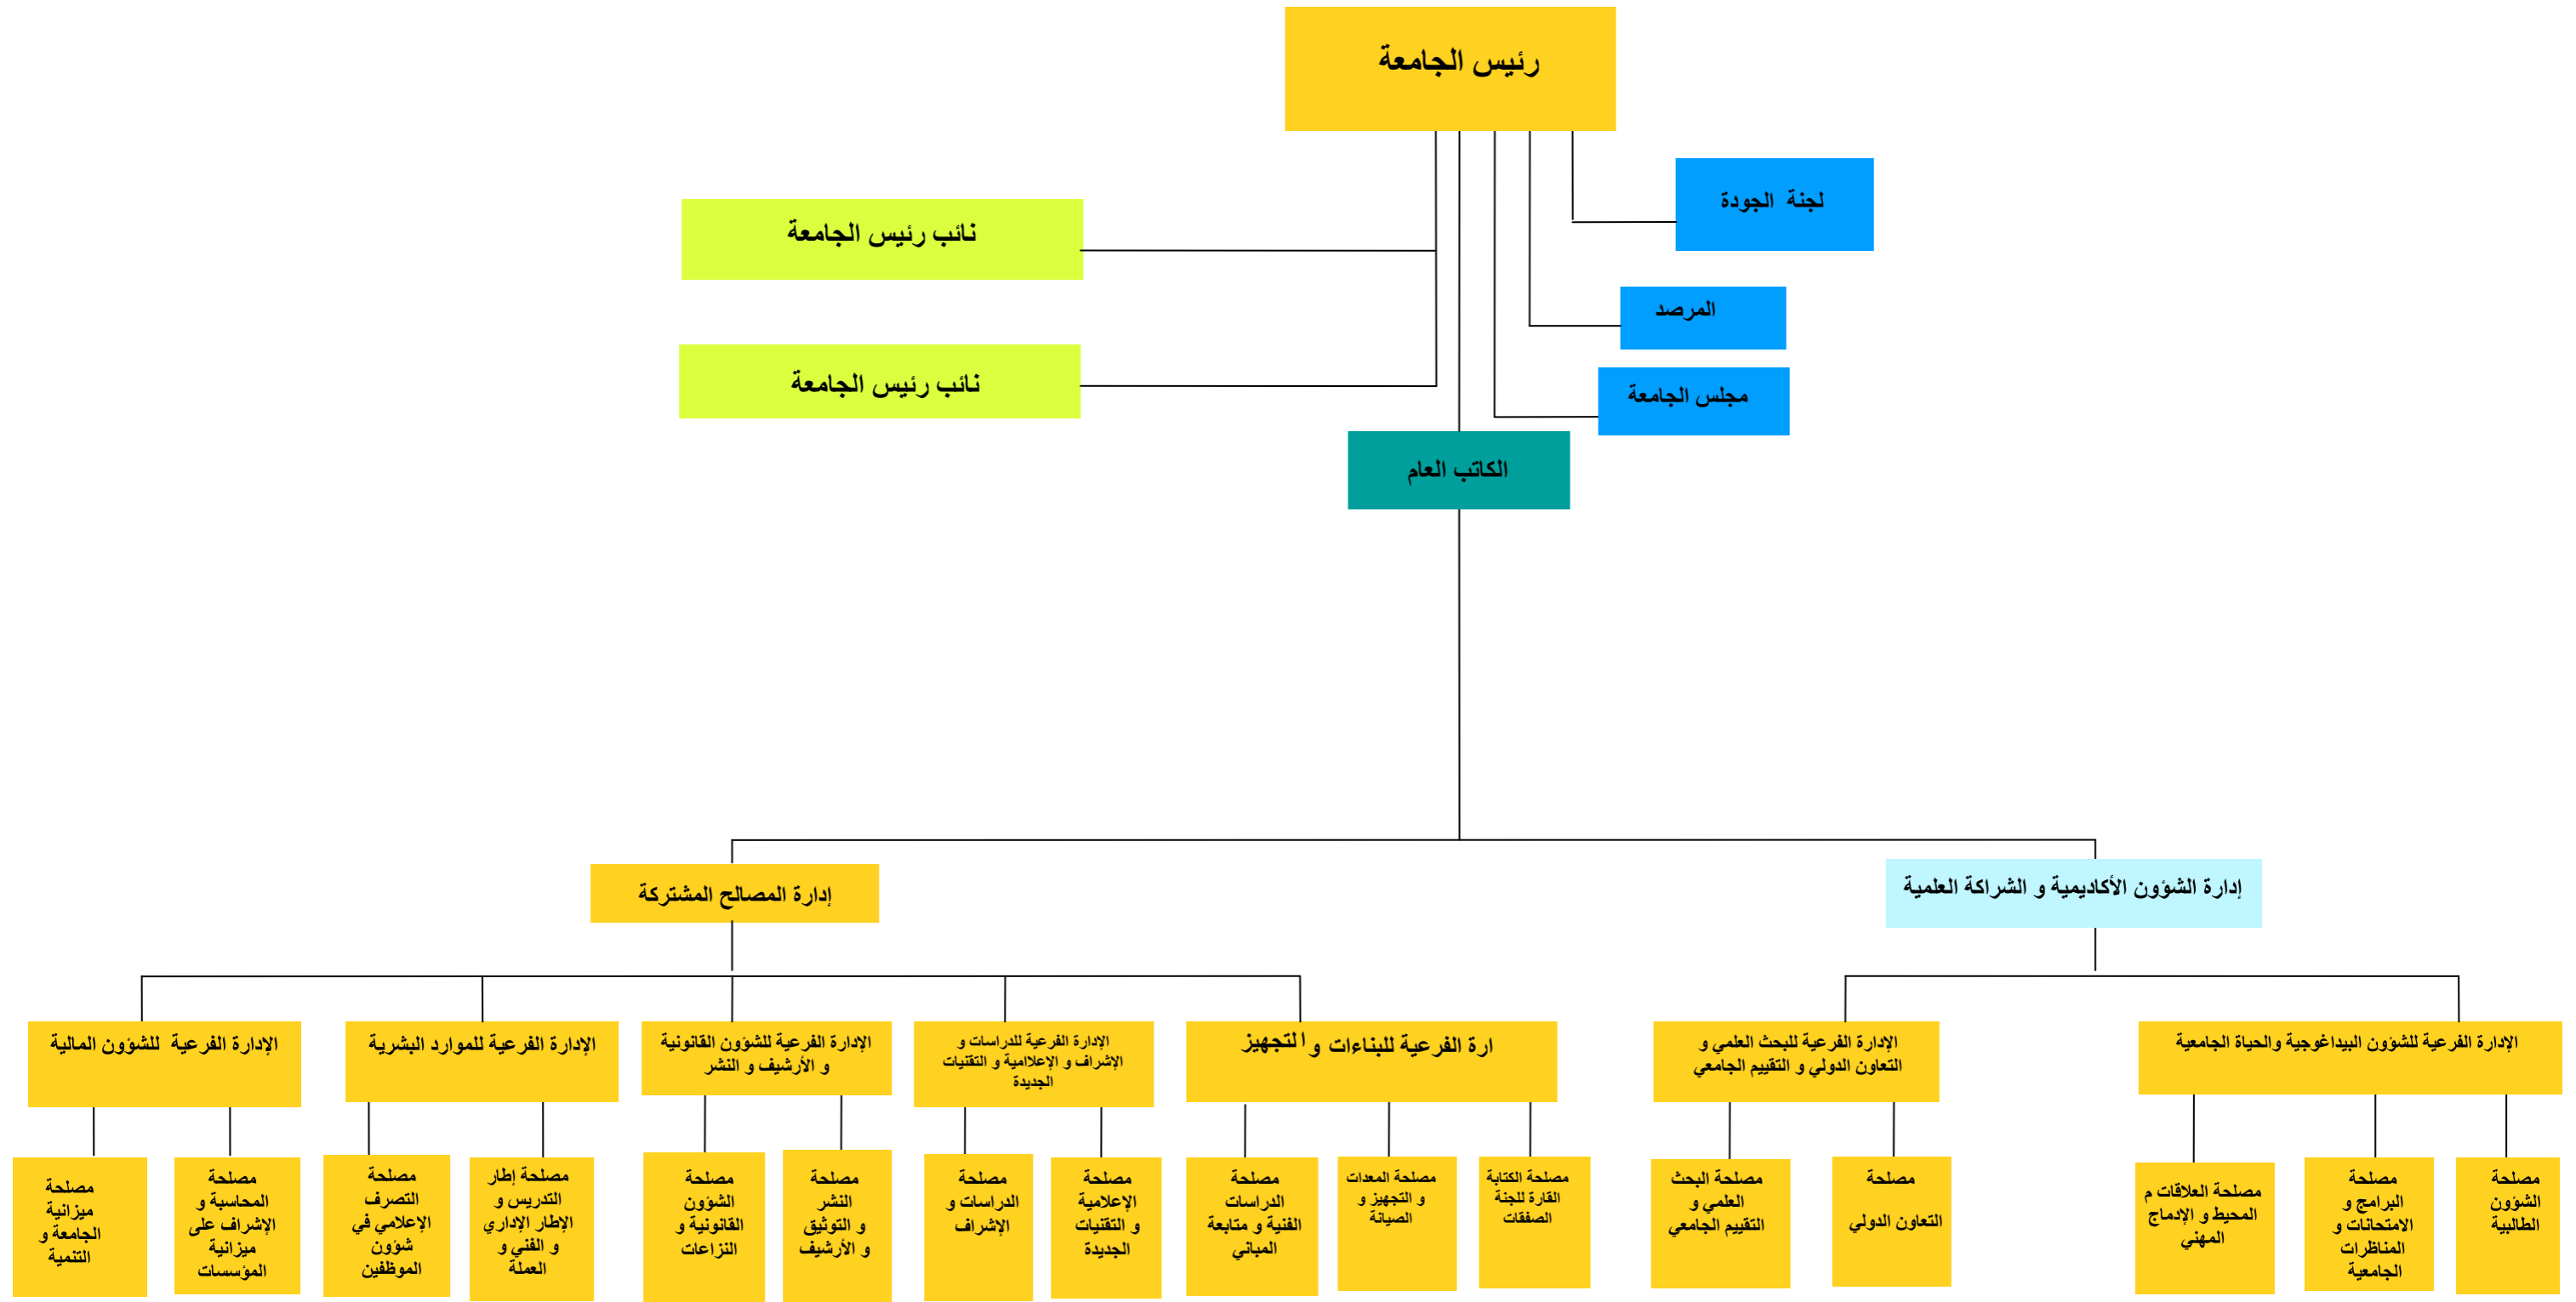 رئيس الجامعة
لجنة الجودة
نائب رئيس الجامعة
المرصد
نائب رئيس الجامعة
مجلس الجامعة
الكاتب العام
إدارة الشؤون الأكاديمية و الشراكة العلمية
إدارة المصالح المشتركة
الإدارة الفرعية للشؤون البيداغوجية والحياة الجامعية
الإدارة الفرعية للبحث العلمي و
التعاون الدولي و التقييم الجامعي
ارة الفرعية للبناءات و التجهيز
الإدارة الفرعية للدراسات و
الإشراف و الإعلاامية و التقنيات
الجديدة
الإدارة الفرعية للشؤون القانونية
و الأرشيف و النشر
الإدارة الفرعية للموارد البشرية
الإدارة الفرعية للشؤون المالية
مصلحة
الشؤون
الطالبية
مصلحة
البرامج و
الامتحانات و
المناظرات
الجامعية
مصلحة العلاقات م
المحيط و الإدماج
المهني
مصلحة
التعاون الدولي
مصلحة البحث
العلمي و
التقييم الجامعي
مصلحة الكتابة
القارة للجنة
الصفقات
مصلحة المعدات
و التجهيز و
الصيانة
مصلحة
الدراسات
الفنية و متابعة
المباني
مصلحة
الإعلامية
و التقنيات
الجديدة
مصلحة
الدراسات و
الإشراف
مصلحة
النشر
و التوثيق
و الأرشيف
مصلحة
الشؤون
القانونية و
النزاعات
مصلحة إطار
التدريس و
الإطار الإداري
و الفني و
العملة
مصلحة
التصرف
الإعلامي في
شؤون
الموظفين
مصلحة
المحاسبة و
الإشراف على
ميزانية
المؤسسات
مصلحة
ميزانية
الجامعة و
التنمية